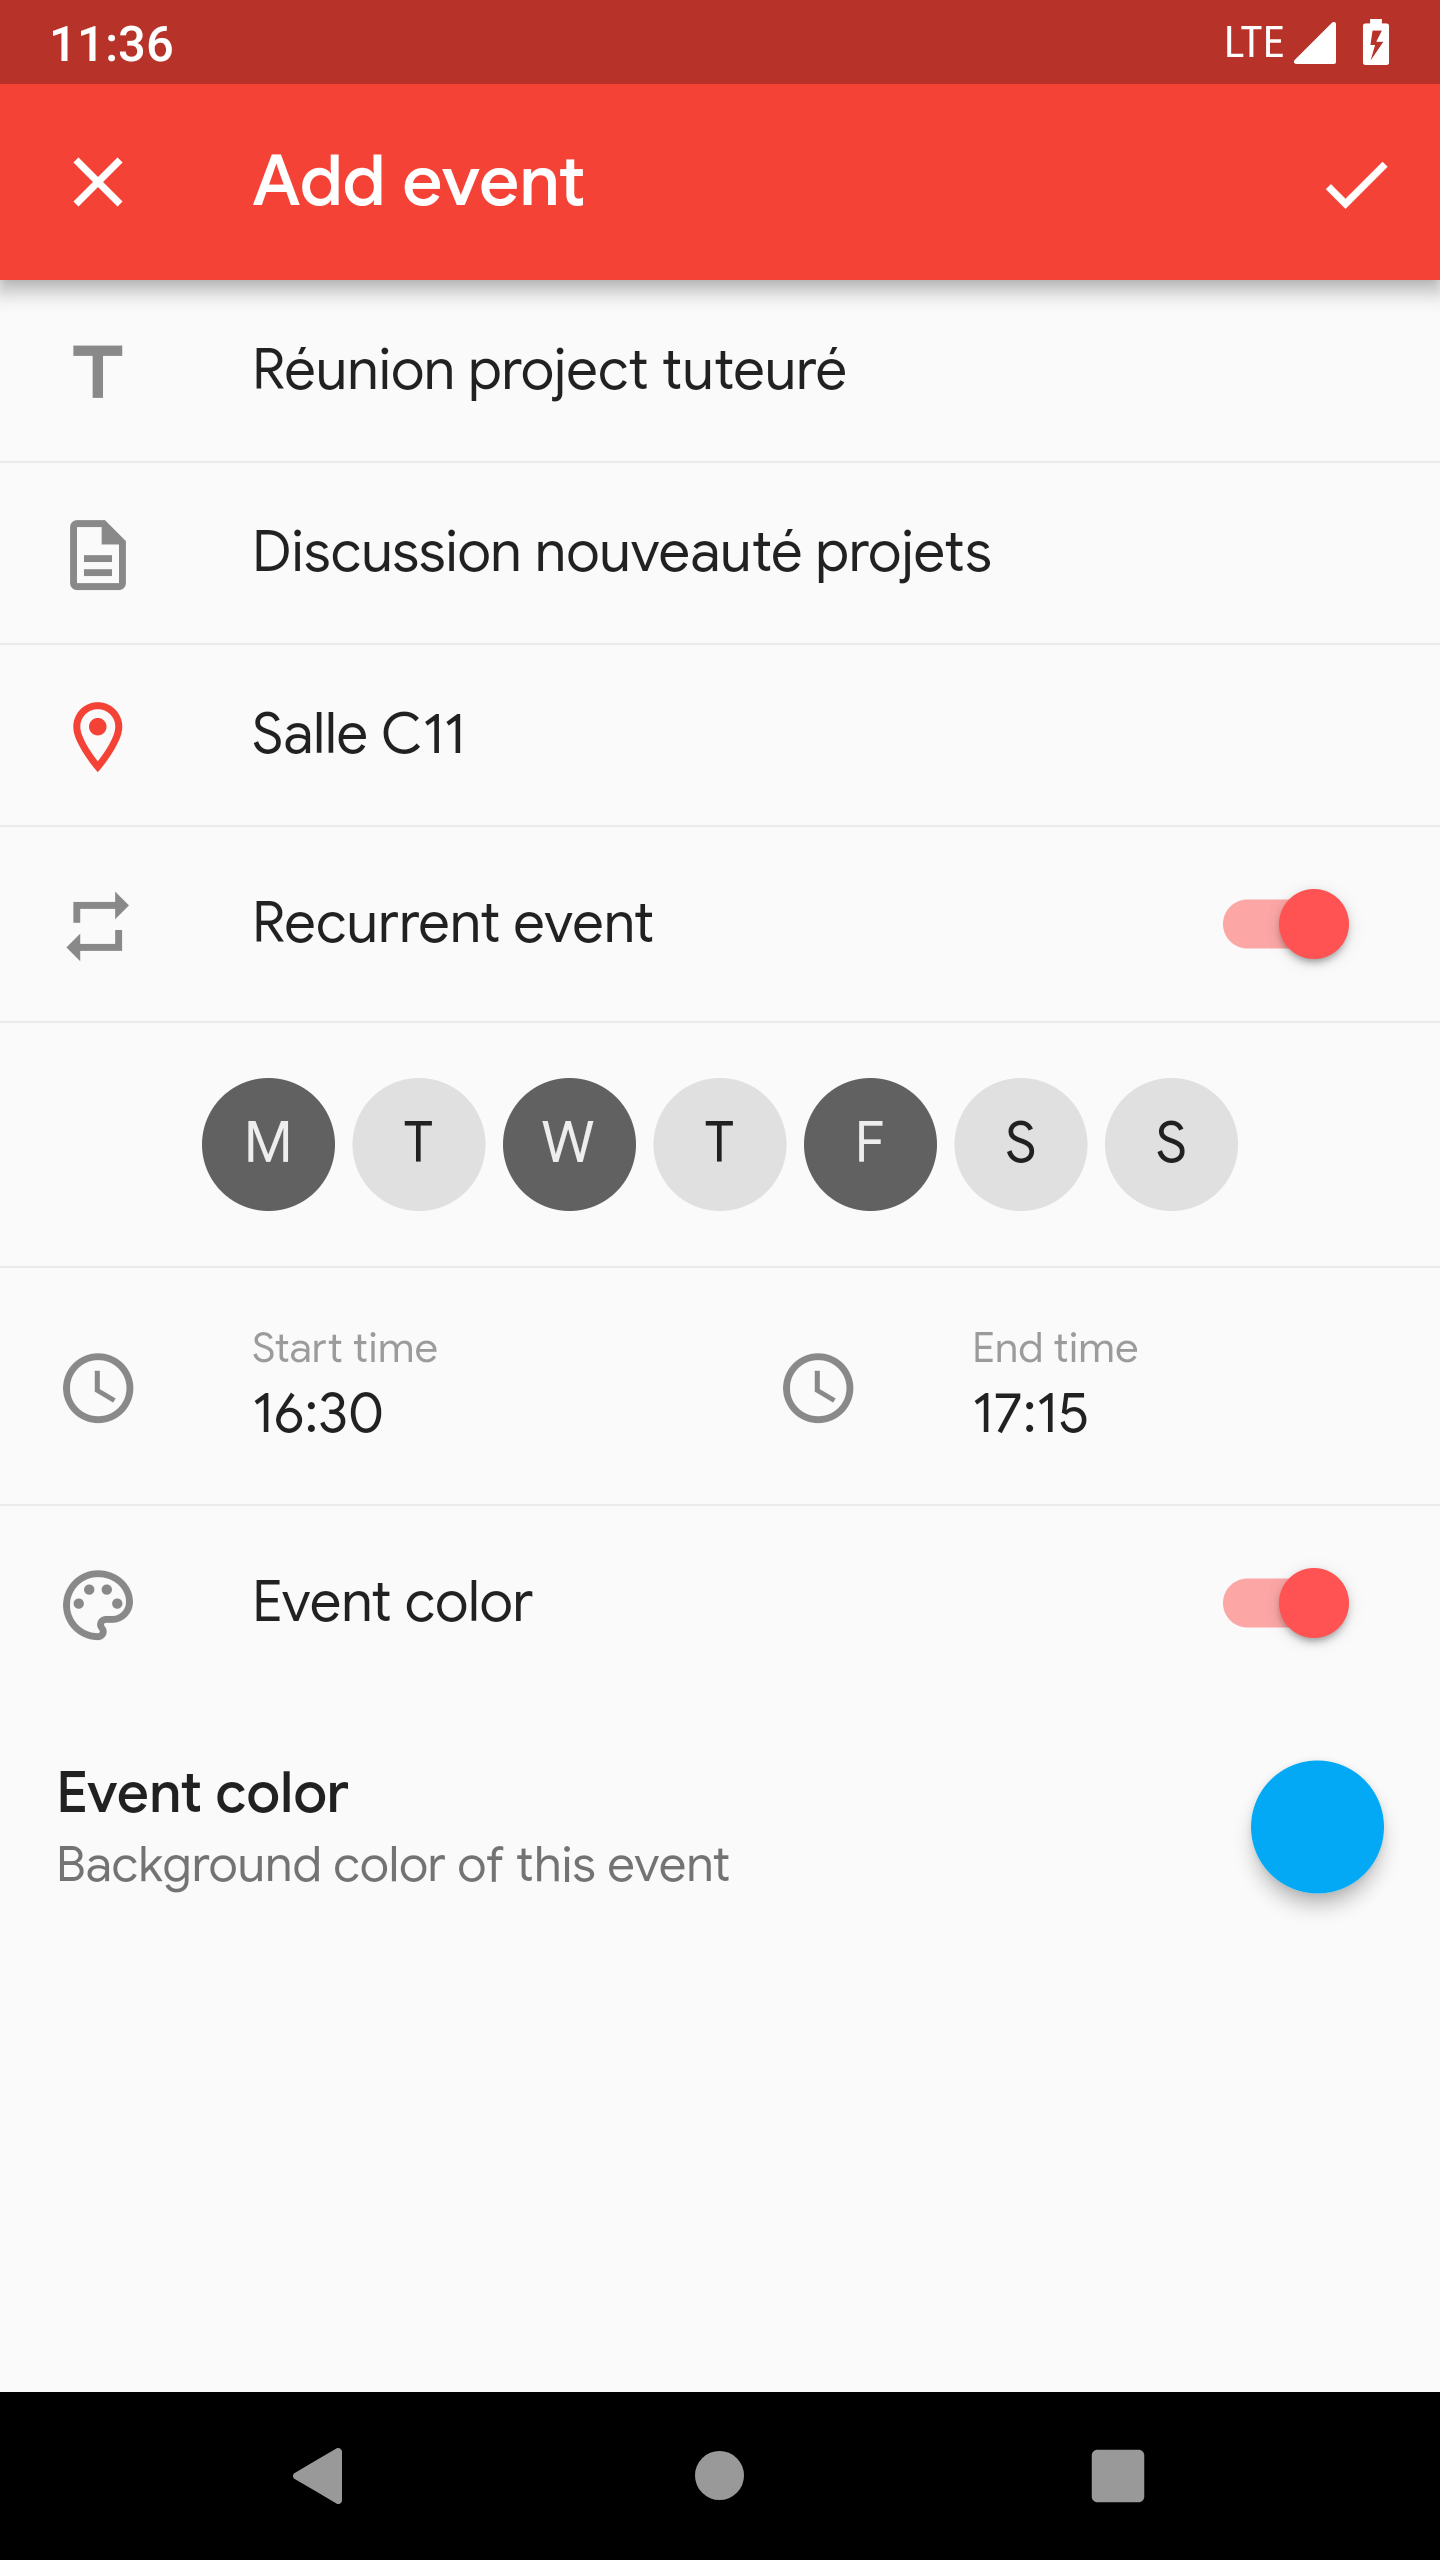 11:36 LTE
Add event
Réunion project tuteuré
Discussion nouveauté projets
Salle C11
Recurrent event
M T W T F S S
Start time End time
16:30 17:15
Event color
Event color
Background color of this event